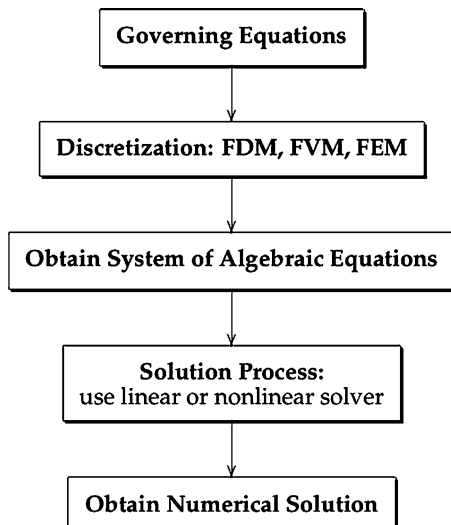 Governing Equations
Discretization: FDM, FVM, FEM
Obtain System of Algebraic Equations
Solution Process:
use linear or nonlinear solver
Obtain Numerical Solution